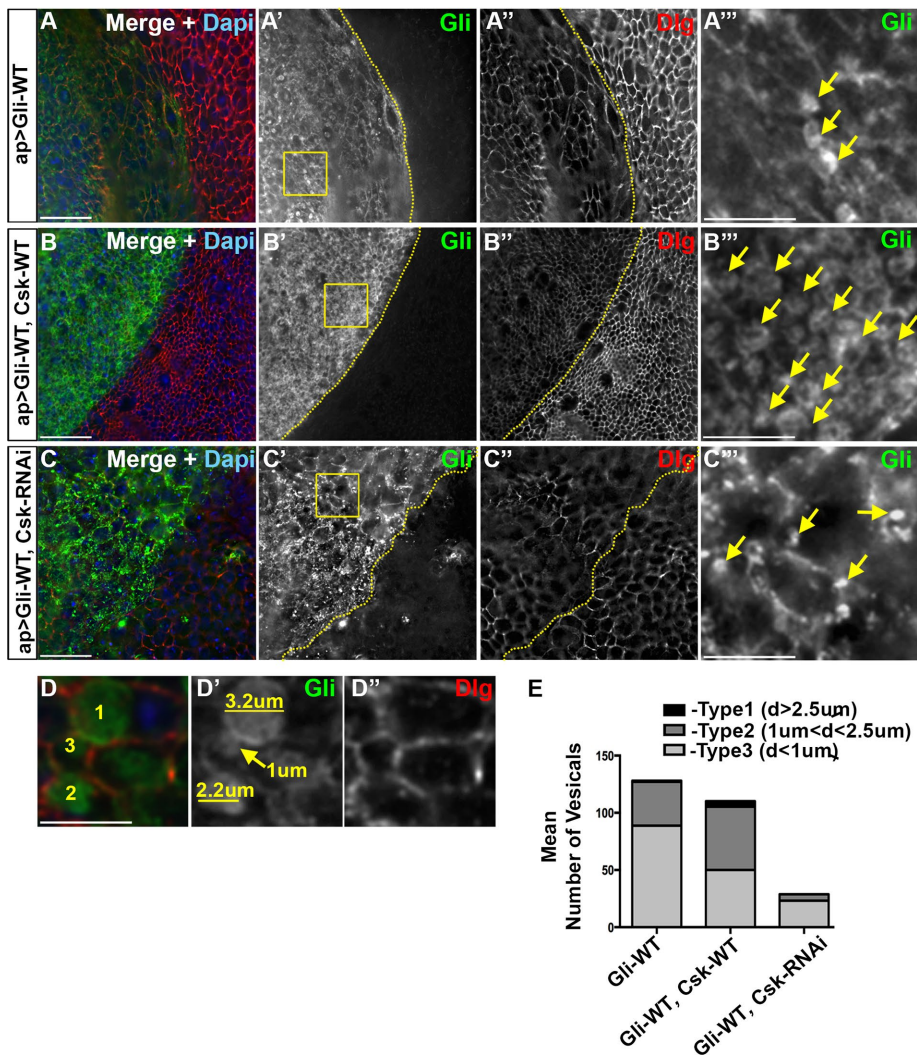 ap>Gli-WT
A
Merge + Dapi
A' Gli
A'' Dlg
A''' Gli
ap>Gli-WT, Csk-WT
B
Merge + Dapi
B' Gli
B'' Dlg
B''' Gli
ap>Gli-WT, Csk-RNAi
C
Merge + Dapi
C' Gli
C'' Dlg
C''' Gli
D
1
3
2
D' Gli
3.2um
1um
2.2um
D'' Dlg
E
-Type1 (d>2.5um)
-Type2 (1um<d<2.5um)
-Type3 (d<1um)
Mean
Number of Vesicals
150
100
50
0
Gli-WT
Gli-WT, Csk-WT
Gli-WT, Csk-RNAi